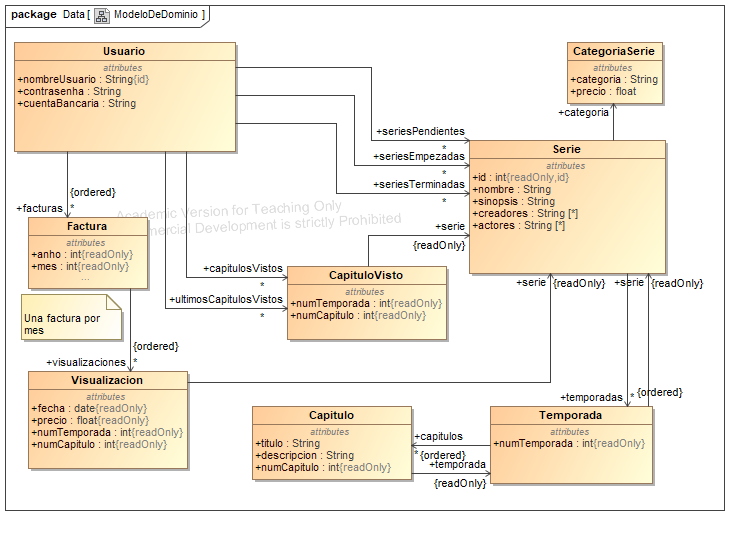 package Data [ ModeloDeDominio ]
Usuario
attributes
+nombreUsuario : String{id}
+contrasenha : String
+cuentaBancaria : String
CategoriaSerie
attributes
+categoria : String
+precio : float
+categoria
+seriesPendientes
*
+seriesEmpezadas
*
+seriesTerminadas
*
Serie
attributes
+id : int{readOnly,id}
+nombre : String
+sinopsis : String
+creadores : String [*]
+actores : String [*]
{ordered}
+facturas *
Academic Version for Teaching Only
mercial Development is strictly Prohibited
Factura
attributes
+anho : int{readOnly}
+mes : int{readOnly}
...
+serie
{readOnly}
+capitulosVistos
*
+ultimosCapitulosVistos
*
CapituloVisto
attributes
+numTemporada : int{readOnly}
+numCapitulo : int{readOnly}
+serie
{readOnly}
+serie
{readOnly}
Una factura por
mes
{ordered}
+visualizaciones *
Visualizacion
attributes
+fecha : date{readOnly}
+precio : float{readOnly}
+numTemporada : int{readOnly}
+numCapitulo : int{readOnly}
+temporadas *
{ordered}
Capitulo
attributes
+titulo : String
+descripcion : String
+numCapitulo : int{readOnly}
+capitulos
* {ordered}
+temporada
{readOnly}
Temporada
attributes
+numTemporada : int{readOnly}